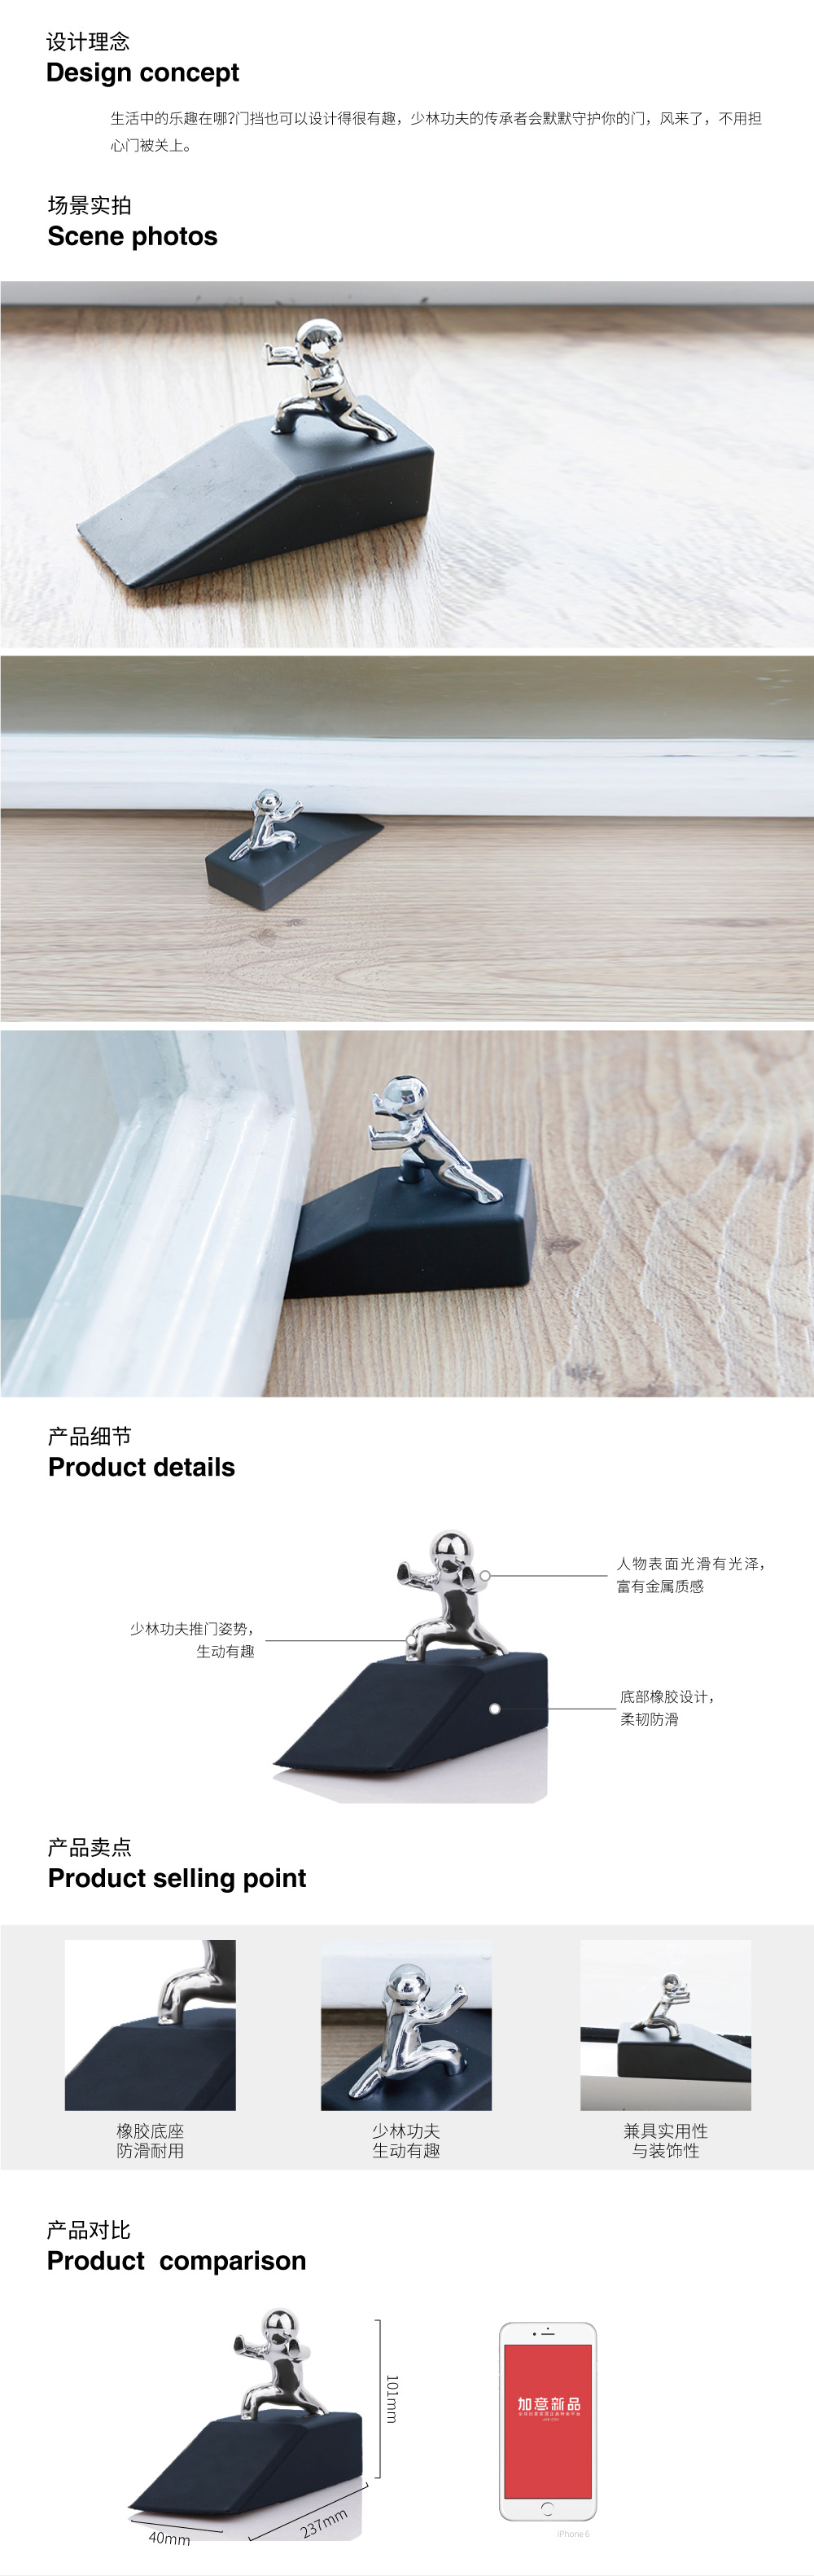 设计理念
Design concept
生活中的乐趣在哪?门挡也可以设计得很有趣，少林功夫的传承者会默默守护你的门，风来了，不用担
心门被关上。
场景实拍
Scene photos
产品细节
Product details
人物表面光滑有光泽，
富有金属质感
少林功夫推门姿势，
生动有趣
底部橡胶设计，
柔韧防滑
产品卖点
Product selling point
橡胶底座
防滑耐用
少林功夫
生动有趣
兼具实用性
与装饰性
产品对比
Product comparison
101mm
237mm
40mm
加意新品
iPhone 6